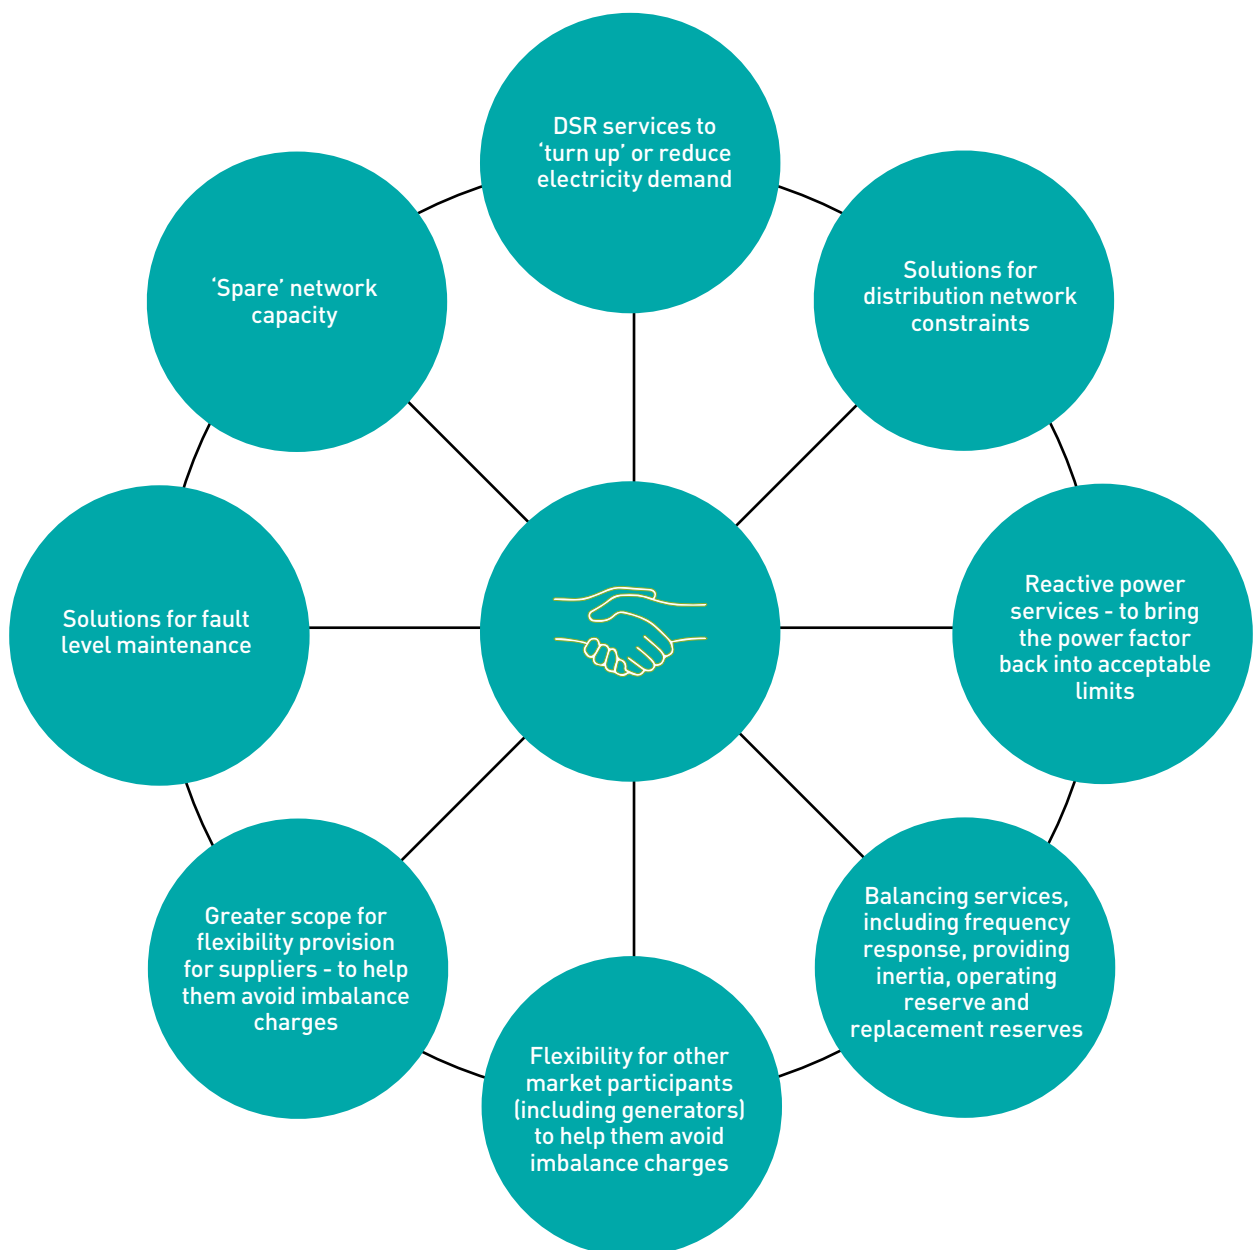 DSR services to
‘turn up’ or reduce
electricity demand
Solutions for
distribution network
constraints
Reactive power
services - to bring
the power factor
back into acceptable
limits
Balancing services,
including frequency
response, providing
inertia, operating
reserve and
replacement reserves
Flexibility for other
market participants
(including generators)
to help them avoid
imbalance charges
Greater scope for
flexibility provision
for suppliers - to help
them avoid imbalance
charges
Solutions for fault
level maintenance
‘Spare’ network
capacity